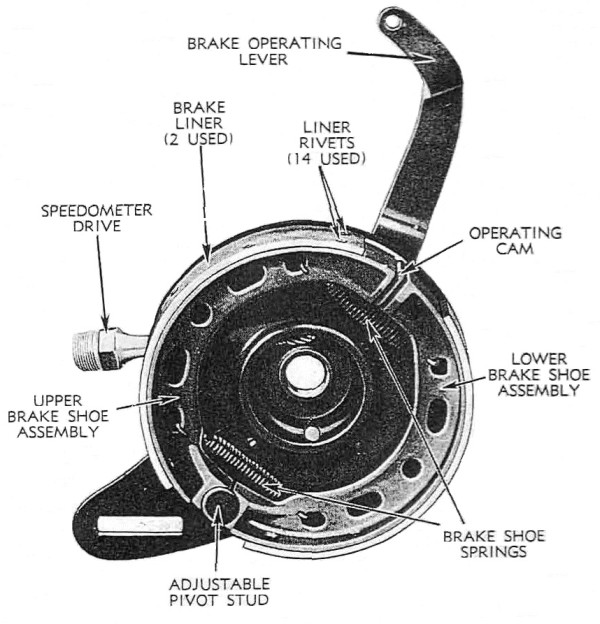 BRAKE OPERATING
LEVER
BRAKE
LINER
(2 USED)
LINER
RIVETS
(14 USED)
SPEEDOMETER
DRIVE
OPERATING
CAM
LOWER
BRAKE SHOE
ASSEMBLY
UPPER
BRAKE SHOE
ASSEMBLY
BRAKE SHOE
SPRINGS
ADJUSTABLE
PIVOT STUD